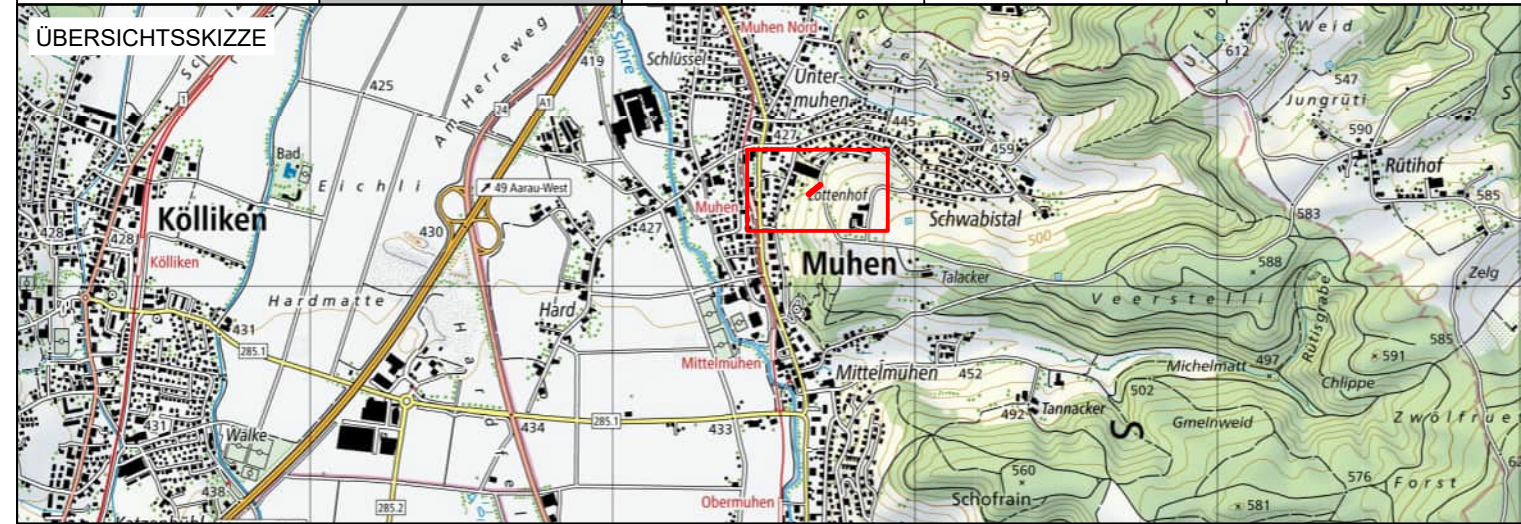 ÜBERSICHTSSKIZZE
Muhen Nord
Weid
612
Suhre
419
Schlüssel
Unter-
muhen
519
547
Jungrüti
425
Am Herreweg
24
A1
1
445
427
590
459
Rütihof
585
Bad
Eichli
49 Aarau-West
Lottenhof
Muhen
Schwabistal
583
Kölliken
428
428
430
427
500
Kölliken
Muhen
588
Talacker
Zelg
Hardmatte
Hard
Veerstelli
Rütisgrabe
431
285.1
Hard
585
Mittelmuhen
Mittelmuhen
452
Michelmatt
497
591
Chlippe
502
492
Tannacker
Gmeinweid
Zwölfrue
S
431
Walke
434
285.1
433
560
576
Forst
438
285.2
Obermuhen
Schofrain
581
Katzenbühl